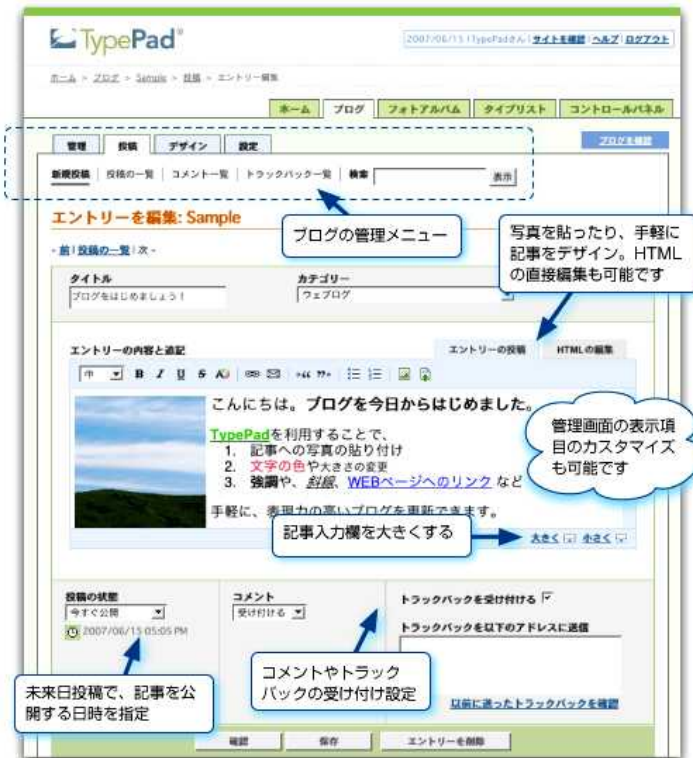 TypePad
2007/06/15 (TypePadさん) | サイトを確認 | ヘルプ | ログアウト
ホーム > ブログ > Sample > 投稿 > エントリー編集
ホーム ブログ フォトアルバム タイプリスト コントロールパネル
管理 投稿 デザイン 設定 ブログを確認
新規投稿 | 投稿の一覧 | コメント一覧 | トラックバック一覧 | 検索 表示
エントリーを編集: Sample
ブログの管理メニュー
写真を貼ったり、手軽に
記事をデザイン。HTML
の直接編集も可能です
« 前 | 投稿の一覧 | 次 »
タイトル カテゴリー
ブログをはじめましょう! ウェブログ
エントリーの内容と追記 エントリーの投稿 HTMLの編集
中 B I U S
こんにちは。ブログを今日からはじめました。
TypePadを利用することで、
1. 記事への写真の貼り付け
2. 文字の色や大きさの変更
3. 強調や、斜線、WEBページへのリンク など
手軽に、表現力の高いブログを更新できます。
管理画面の表示項
目のカスタマイズ
も可能です
記事入力欄を大きくする
大きく 小さく
投稿の状態 コメント トラックバックを受け付ける
今すぐ公開 受け付ける
2007/06/15 05:05 PM トラックバックを以下のアドレスに送信
未来日投稿で、記事を公
開する日時を指定
コメントやトラック
バックの受け付け設定
以前に送ったトラックバックを確認
確認 保存 エントリーを削除